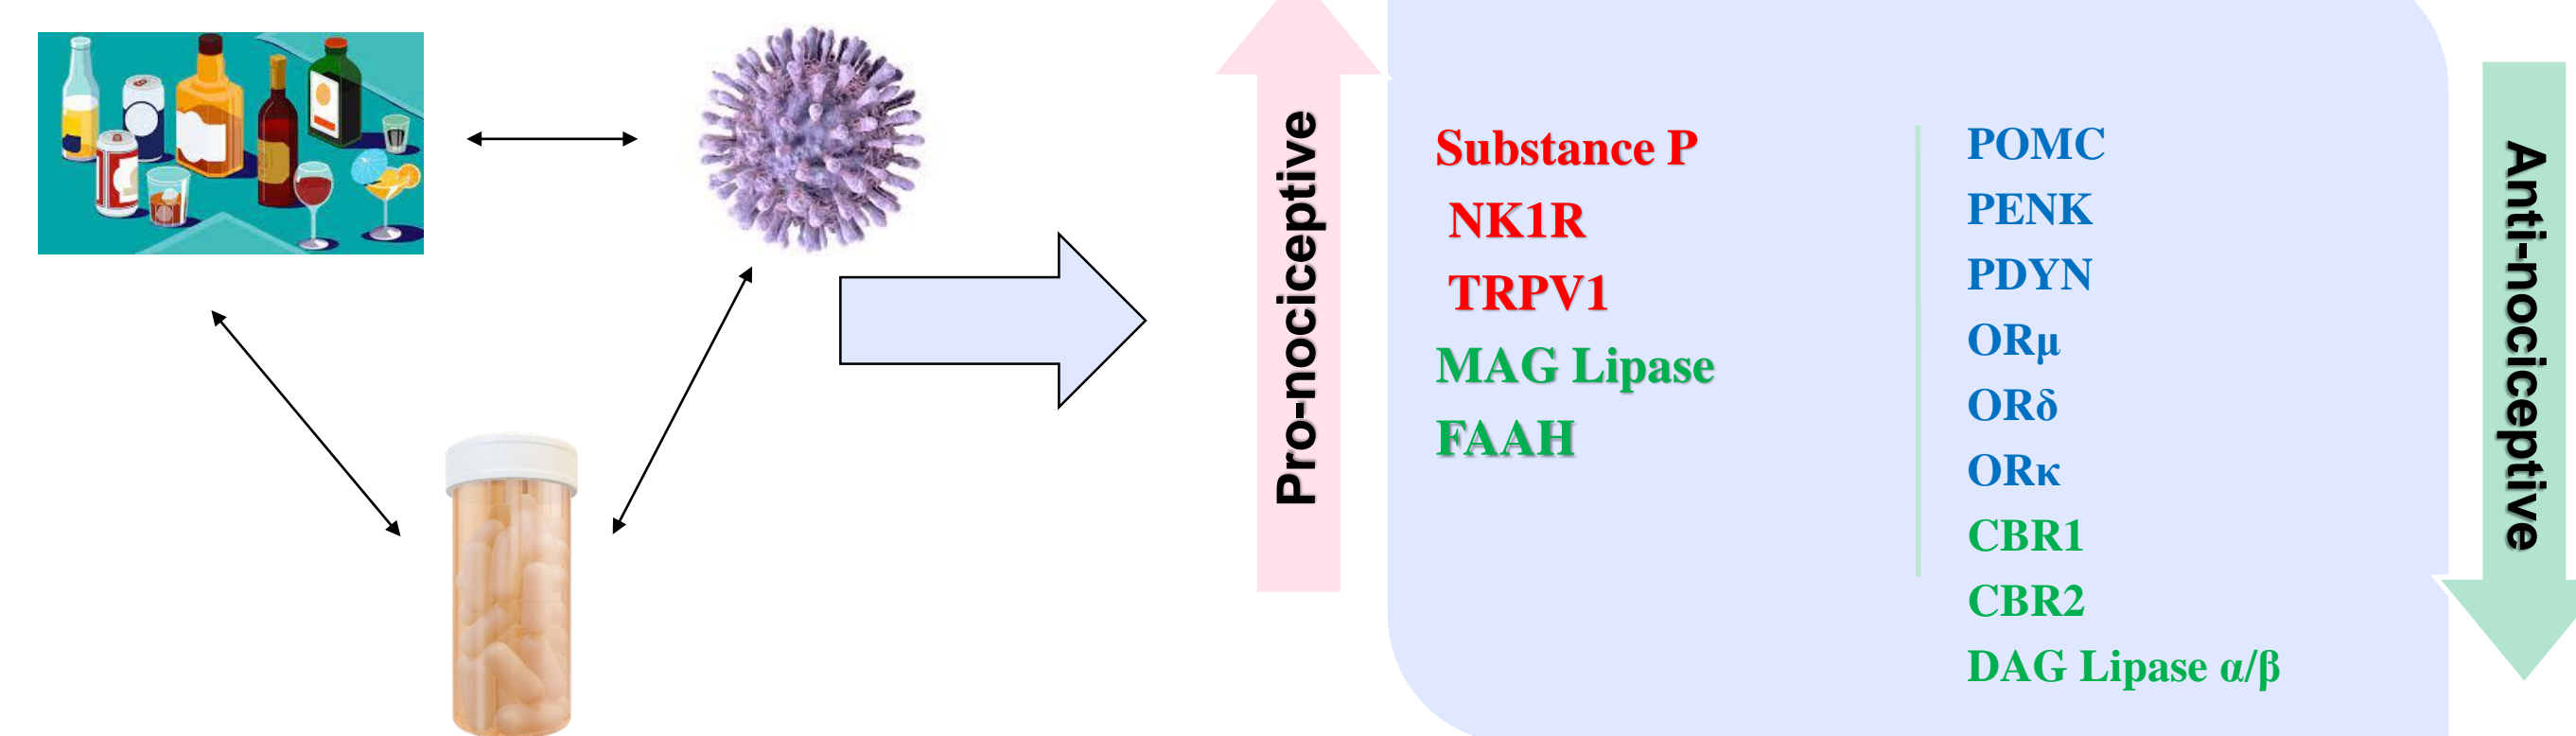 Pro-nociceptive
Substance P
NK1R
TRPV1
MAG Lipase
FAAH
POMC
PENK
PDYN
ORμ
ORδ
ORκ
CBR1
CBR2
DAG Lipase α/β
Anti-nociceptive